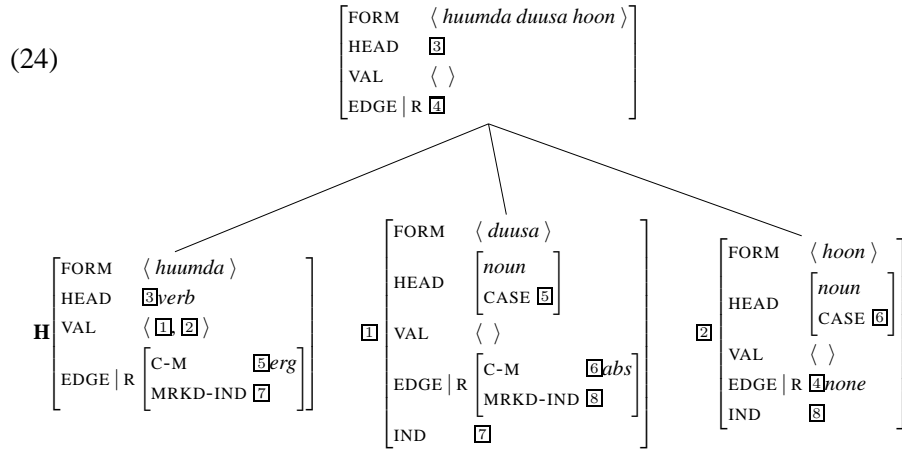 (24)
FORM ⟨ huumda duusa hoon ⟩
HEAD 3
VAL ⟨ ⟩
EDGE | R 4
H
FORM ⟨ huumda ⟩
HEAD 3 verb
VAL ⟨ 1, 2 ⟩
EDGE | R
C-M 5 erg
MRKD-IND 7
1
FORM ⟨ duusa ⟩
HEAD
noun
CASE 5
VAL ⟨ ⟩
EDGE | R
C-M 6 abs
MRKD-IND 8
IND 7
2
FORM ⟨ hoon ⟩
HEAD
noun
CASE 6
VAL ⟨ ⟩
EDGE | R 4 none
IND 8